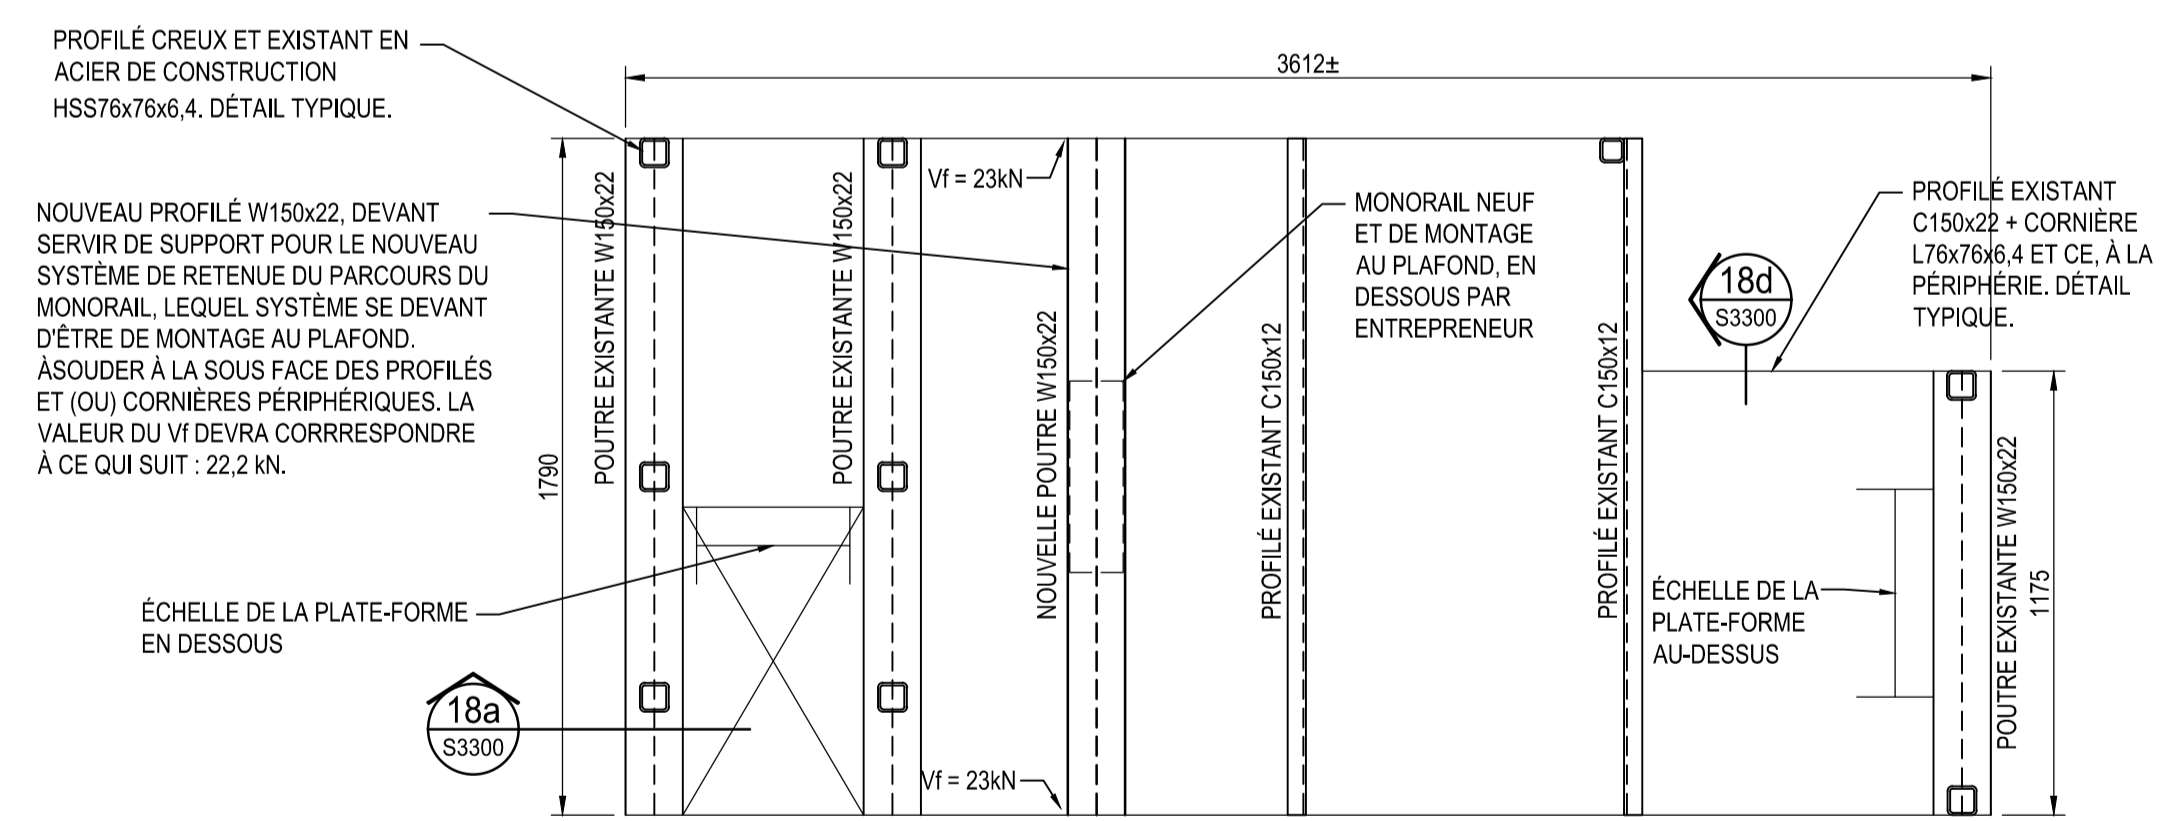 PROFILÉ CREUX ET EXISTANT EN
ACIER DE CONSTRUCTION
HSS76x76x6,4. DÉTAIL TYPIQUE.
3612±
NOUVEAU PROFILÉ W150x22, DEVANT
SERVIR DE SUPPORT POUR LE NOUVEAU
SYSTÈME DE RETENUE DU PARCOURS DU
MONORAIL, LEQUEL SYSTÈME SE DEVANT
D'ÊTRE DE MONTAGE AU PLAFOND.
ÀSOUDER À LA SOUS FACE DES PROFILÉS
ET (OU) CORNIÈRES PÉRIPHÉRIQUES. LA
VALEUR DU Vf DEVRA CORRRESPONDRE
À CE QUI SUIT : 22,2 kN.
1790
POUTRE EXISTANTE W150x22
POUTRE EXISTANTE W150x22
Vf = 23kN
NOUVELLE POUTRE W150x22
MONORAIL NEUF
ET DE MONTAGE
AU PLAFOND, EN
DESSOUS PAR
ENTREPRENEUR
PROFILÉ EXISTANT C150x12
PROFILÉ EXISTANT C150x12
18d
S3300
PROFILÉ EXISTANT
C150x22 + CORNIÈRE
L76x76x6,4 ET CE, À LA
PÉRIPHÉRIE. DÉTAIL
TYPIQUE.
ÉCHELLE DE LA PLATE-FORME
EN DESSOUS
18a
S3300
Vf = 23kN
ÉCHELLE DE LA
PLATE-FORME
AU-DESSUS
POUTRE EXISTANTE W150x22
1175